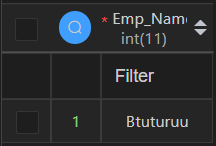 * Emp_Name
int(11)
Filter
1 Btuturuu